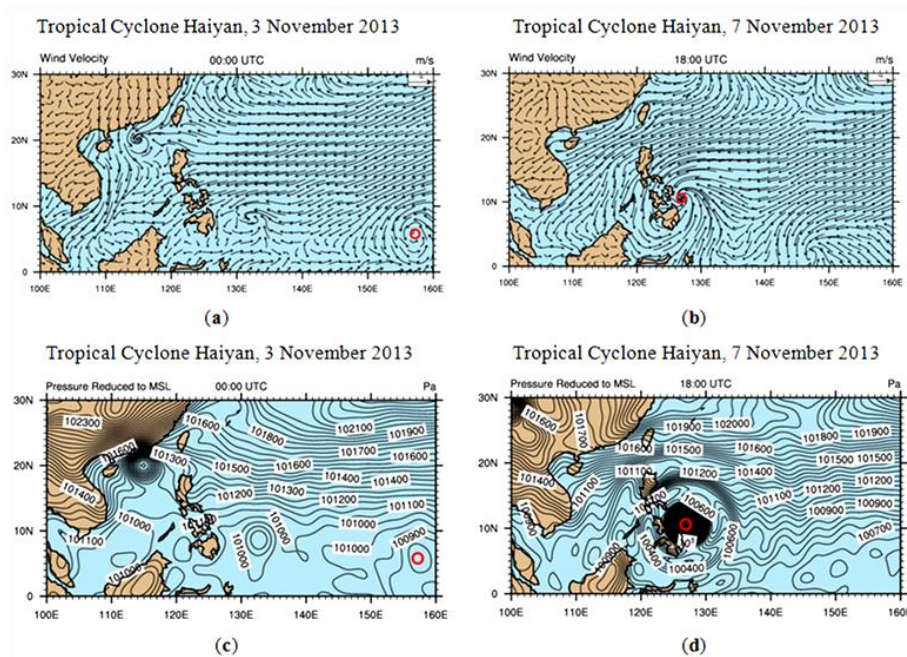 Tropical Cyclone Haiyan, 3 November 2013
Tropical Cyclone Haiyan, 7 November 2013
Wind Velocity 00:00 UTC m/s
Wind Velocity 18:00 UTC m/s
30N
20N
10N
0
100E 110E 120E 130E 140E 150E 160E
30N
20N
10N
0
100E 110E 120E 130E 140E 150E 160E
(a)
(b)
Tropical Cyclone Haiyan, 3 November 2013
Tropical Cyclone Haiyan, 7 November 2013
Pressure Reduced to MSL 00:00 UTC Pa
Pressure Reduced to MSL 18:00 UTC Pa
30N
20N
10N
0
102300
101600
101800
102100
101900
101700
101600
101300
101500
101600
101400
101400
101400
101200
101300
101200
101100
101000
101000
101000
100900
101000
101000
100E 110E 120E 130E 140E 150E 160E
30N
20N
10N
0
101700
101600
101900
102000
101800
101900
101600
101500
101600
101500
101100
101200
101400
101200
101100
100600
101100
100900
100900
100700
100600
100400
100400
100E 110E 120E 130E 140E 150E 160E
(c)
(d)